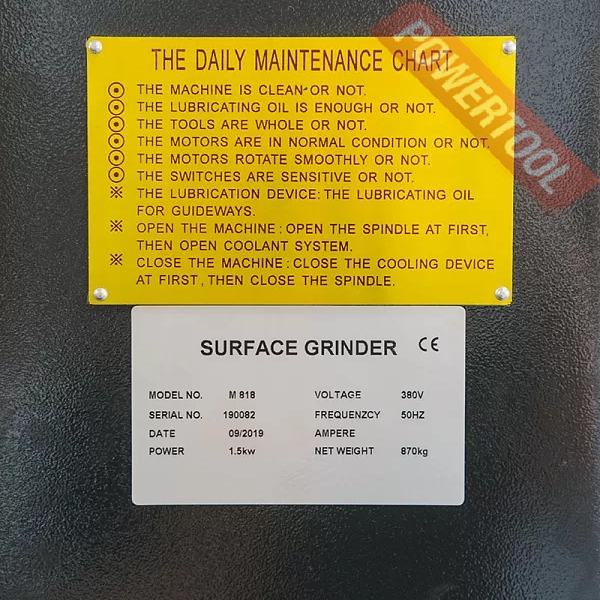 THE DAILY MAINTENANCE CHART
⊙ THE MACHINE IS CLEAN OR NOT.
⊙ THE LUBRICATING OIL IS ENOUGH OR NOT.
⊙ THE TOOLS ARE WHOLE OR NOT.
⊙ THE MOTORS ARE IN NORMAL CONDITION OR NOT.
⊙ THE MOTORS ROTATE SMOOTHLY OR NOT.
⊙ THE SWITCHES ARE SENSITIVE OR NOT.
※ THE LUBRICATION DEVICE: THE LUBRICATING OIL
FOR GUIDEWAYS.
※ OPEN THE MACHINE: OPEN THE SPINDLE AT FIRST,
THEN OPEN COOLANT SYSTEM.
※ CLOSE THE MACHINE: CLOSE THE COOLING DEVICE
AT FIRST, THEN CLOSE THE SPINDLE.
POWERTOOL
SURFACE GRINDER CE
MODEL NO. M 818 VOLTAGE 380V
SERIAL NO. 190082 FREQUENZCY 50HZ
DATE 09/2019 AMPERE
POWER 1.5kw NET WEIGHT 870kg